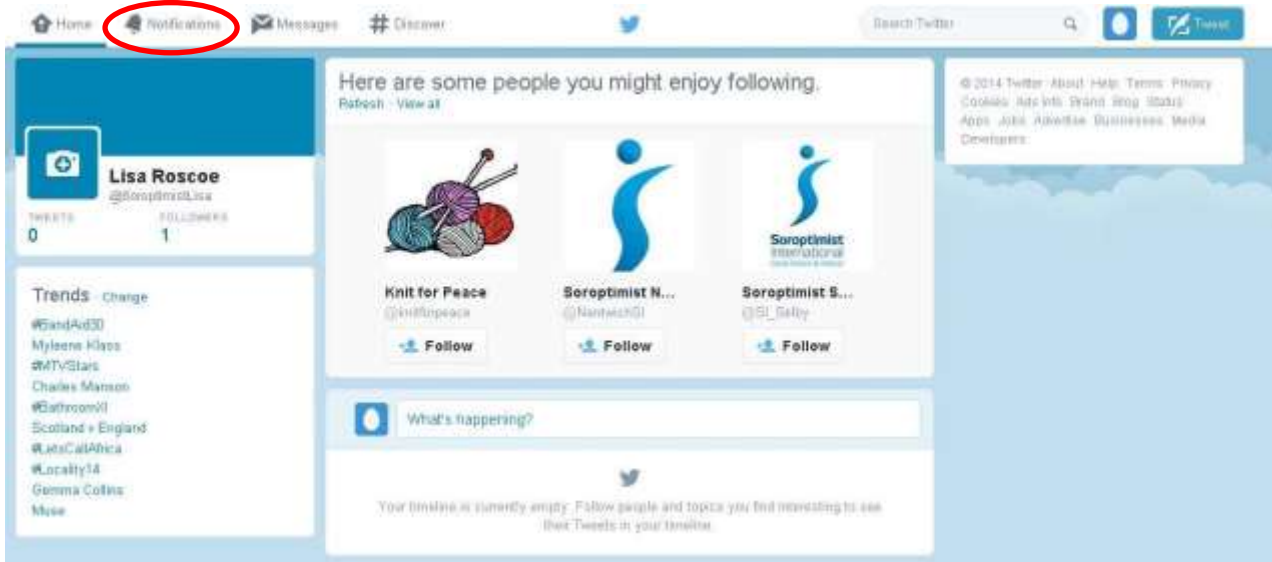 Home Notifications Messages # Discover Search Twitter Tweet
Lisa Roscoe
@SoroptimistLisa
TWEETS FOLLOWERS
0 1
Trends · Change
#BandAid30
Myleene Klass
#MTVStars
Charles Manson
#BathroomXI
Scotland v England
#LetsCallAfrica
#Locality14
Gemma Collins
Muse
Here are some people you might enjoy following.
Refresh · View all
Soroptimist
International
Knit for Peace Soroptimist N... Soroptimist S...
@knitforpeace @NantwichSI @SI_Selby
Follow Follow Follow
What's happening?
Your timeline is currently empty. Follow people and topics you find interesting to see
their Tweets in your timeline.
© 2014 Twitter About Help Terms Privacy
Cookies Ads info Brand Blog Status
Apps Jobs Advertise Businesses Media
Developers